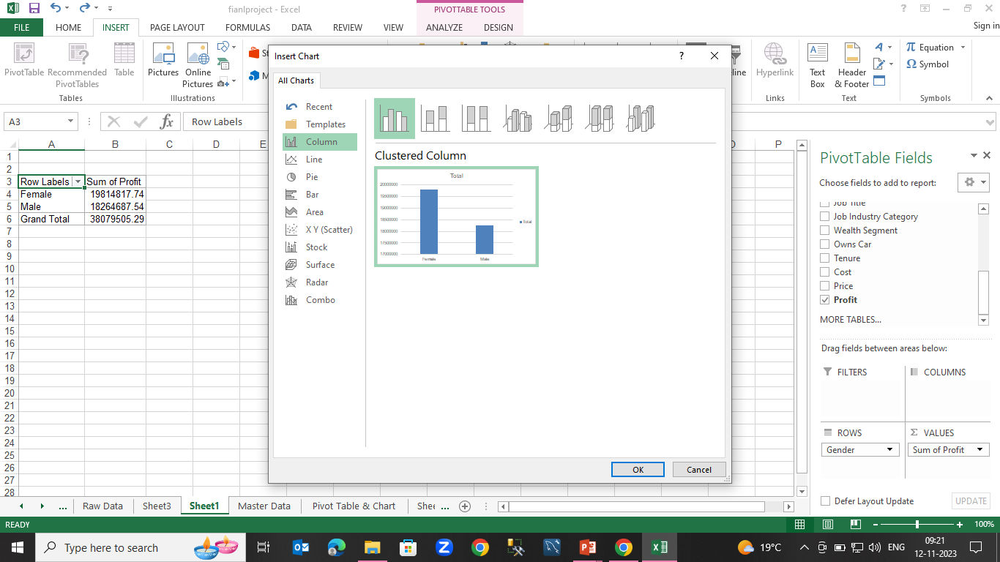 fianlproject - Excel
PIVOTTABLE TOOLS
?
FILE
HOME
INSERT
PAGE LAYOUT
FORMULAS
DATA
REVIEW
VIEW
ANALYZE
DESIGN
Sign in
PivotTable
Recommended
PivotTables
Table
Tables
Pictures
Online
Pictures
Illustrations
Hyperlink
Links
Text
Box
Header
& Footer
Text
Equation
Symbol
Symbols
A3
fx
Row Labels
A B C D E P
1
2
3 Row Labels Sum of Profit
4 Female 19814817.74
5 Male 18264687.54
6 Grand Total 38079505.29
7
8
9
10
11
12
13
14
15
16
17
18
19
20
21
22
23
24
25
26
27
28
Insert Chart
?
All Charts
Recent
Templates
Column
Line
Pie
Bar
Area
X Y (Scatter)
Stock
Surface
Radar
Combo
Clustered Column
Total
20000000
19500000
19000000
18500000
18000000
17500000
17000000
Female
Male
Total
OK
Cancel
PivotTable Fields
Choose fields to add to report:
Job Title
Job Industry Category
Wealth Segment
Owns Car
Tenure
Cost
Price
Profit
MORE TABLES...
Drag fields between areas below:
FILTERS
COLUMNS
ROWS
Σ VALUES
Gender
Sum of Profit
Defer Layout Update
UPDATE
...
Raw Data
Sheet3
Sheet1
Master Data
Pivot Table & Chart
Shee ...
READY
100%
Type here to search
19°C
ENG
09:21
12-11-2023